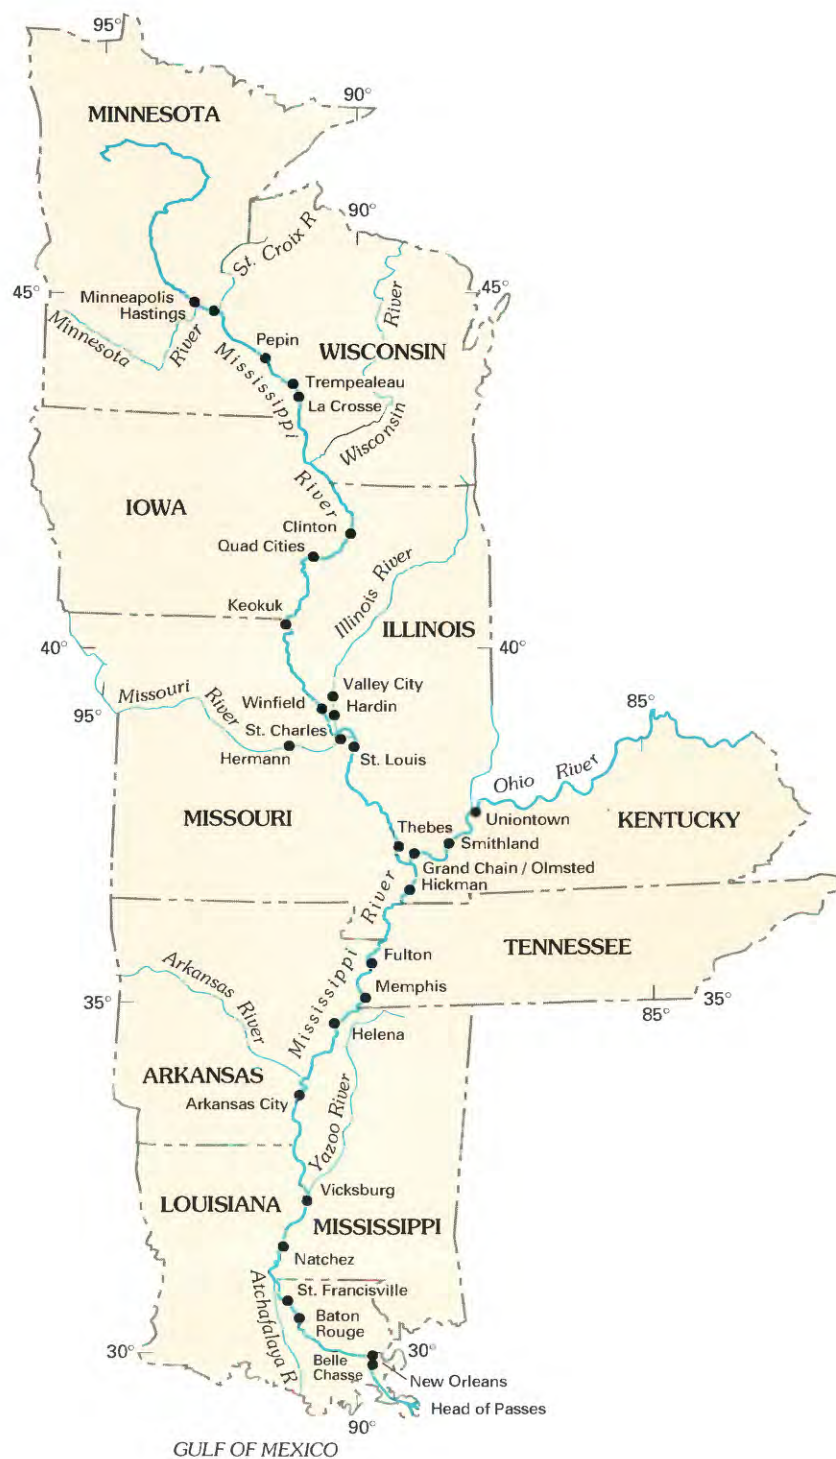 95°
MINNESOTA
90°
90°
St. Croix R
45°
Minneapolis
Hastings
45°
Minnesota
River
River
Pepin
WISCONSIN
Mississippi
Trempealeau
La Crosse
Wisconsin
River
IOWA
Clinton
Quad Cities
Illinois River
Keokuk
ILLINOIS
40°
40°
Missouri
River
Valley City
Winfield
Hardin
95°
St. Charles
85°
Hermann
St. Louis
Ohio River
MISSOURI
Uniontown
KENTUCKY
Thebes
Smithland
Grand Chain / Olmsted
Hickman
River
Mississippi
TENNESSEE
Arkansas
River
Fulton
Memphis
35°
85°
35°
Helena
ARKANSAS
Arkansas City
Yazoo River
LOUISIANA
Vicksburg
MISSISSIPPI
Natchez
Atchafalaya R
St. Francisville
Baton
Rouge
30°
30°
Belle
Chasse
New Orleans
Head of Passes
90°
GULF OF MEXICO